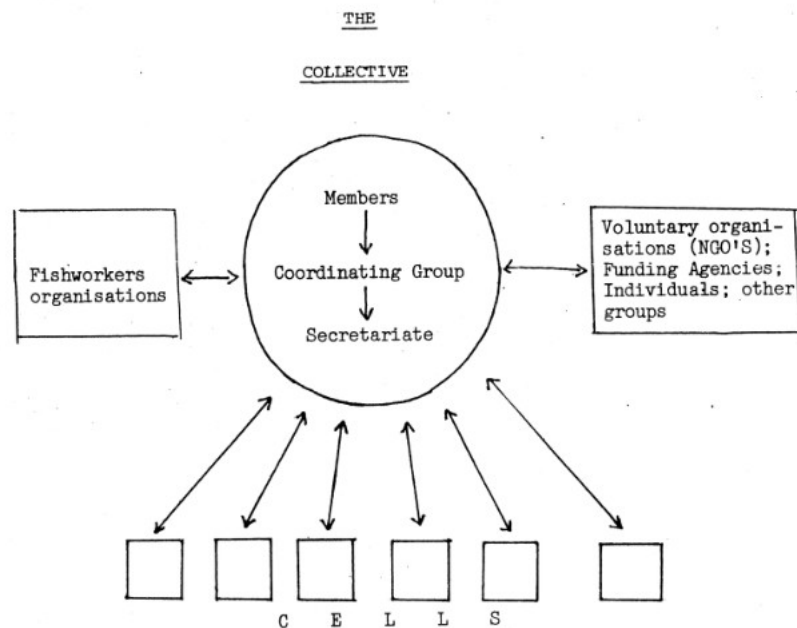 THE
COLLECTIVE
Members
Coordinating Group
Secretariate
Fishworkers
organisations
Voluntary organi-
sations (NGO'S);
Funding Agencies;
Individuals; other
groups
C E L L S